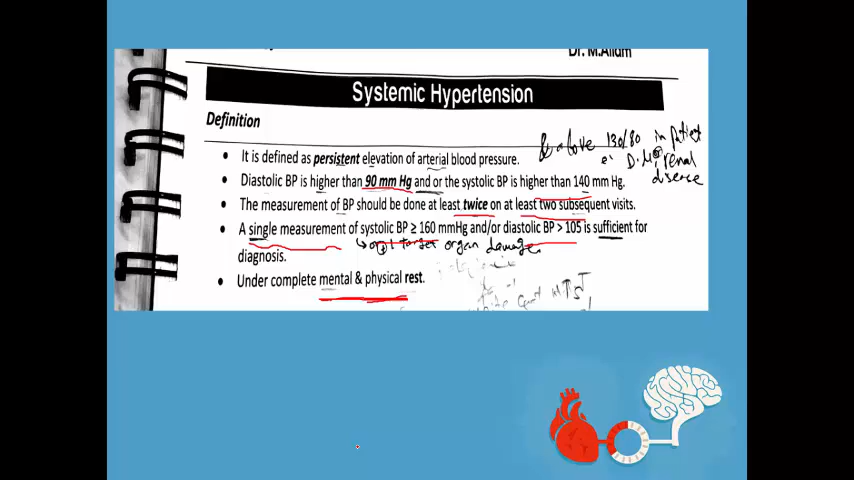 Dr. M.Allam
Systemic Hypertension
Definition
& above 130/80 in patient
D.M or renal
disease
• It is defined as persistent elevation of arterial blood pressure.
• Diastolic BP is higher than 90 mm Hg and or the systolic BP is higher than 140 mm Hg.
• The measurement of BP should be done at least twice on at least two subsequent visits.
• A single measurement of systolic BP ≥ 160 mmHg and/or diastolic BP > 105 is sufficient for
target organ damage
diagnosis.
• Under complete mental & physical rest.